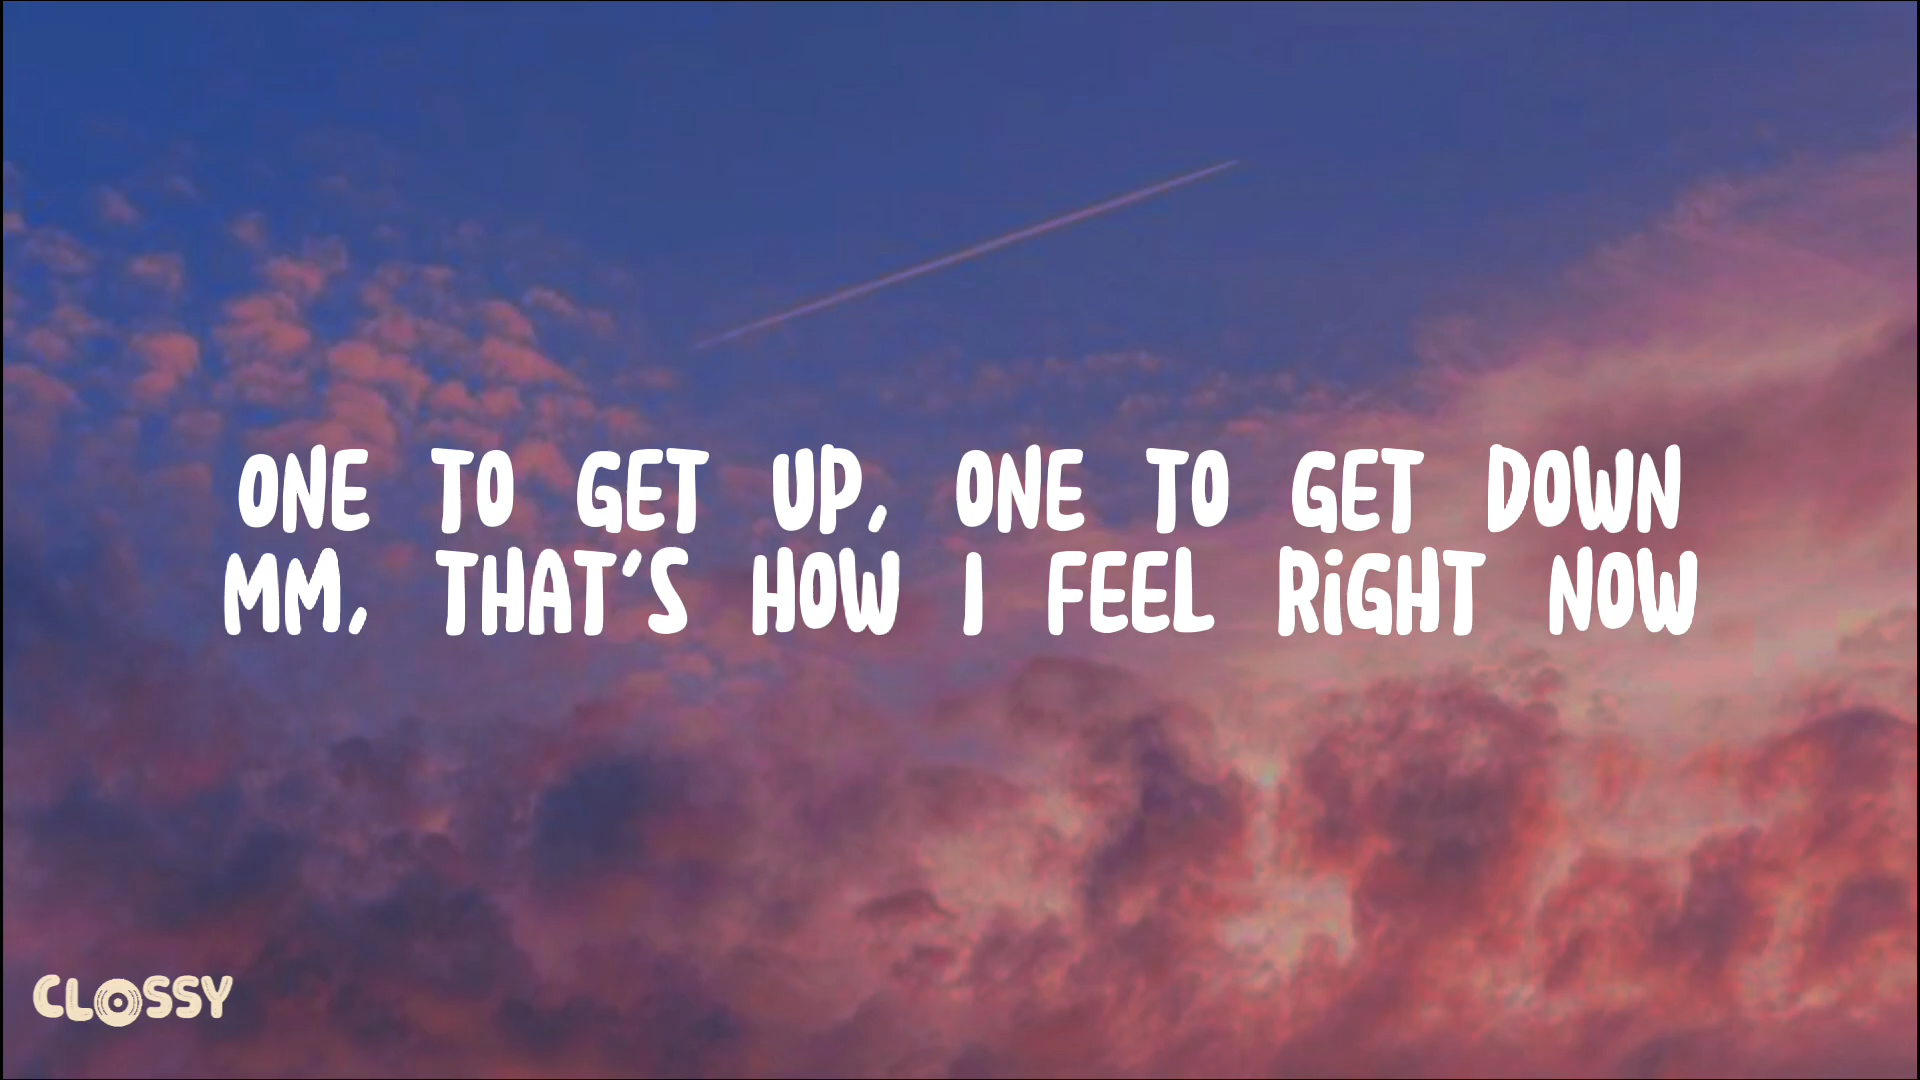 ONE TO GET UP, ONE TO GET DOWN
MM, THAT'S HOW I FEEL RIGHT NOW
CLOSSY